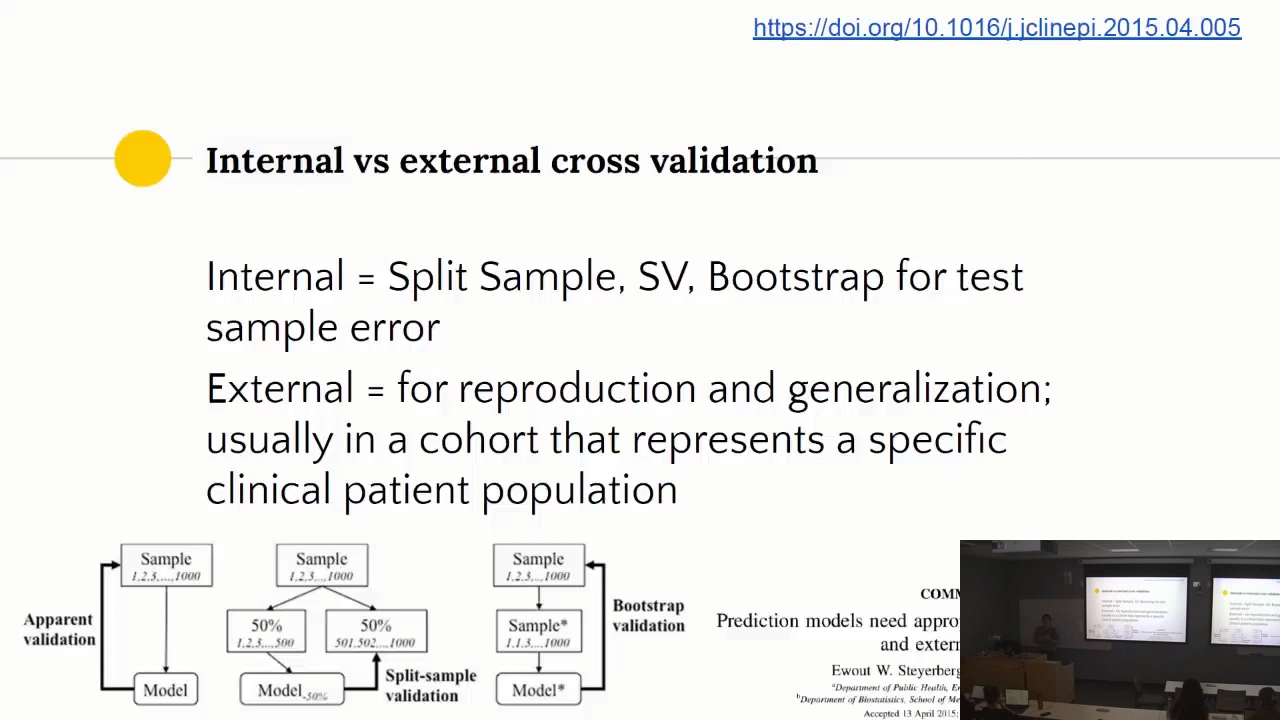 https://doi.org/10.1016/j.jclinepi.2015.04.005
Internal vs external cross validation
Internal = Split Sample, SV, Bootstrap for test
sample error
External = for reproduction and generalization;
usually in a cohort that represents a specific
clinical patient population
Sample
1,2,3,...,1000
Apparent
validation
Model
Sample
1,2,3,...,1000
50%
1,2,3,...,500
50%
501,502,...,1000
Model-50%
Split-sample
validation
Sample
1,2,3,...,1000
Sample*
1,1,3,...1000
Model*
Bootstrap
validation
COMM
Prediction models need appro
and extern
Ewout W. Steyerberg
aDepartment of Public Health, Er
bDepartment of Biostatistics, School of Me
Accepted 13 April 2015;